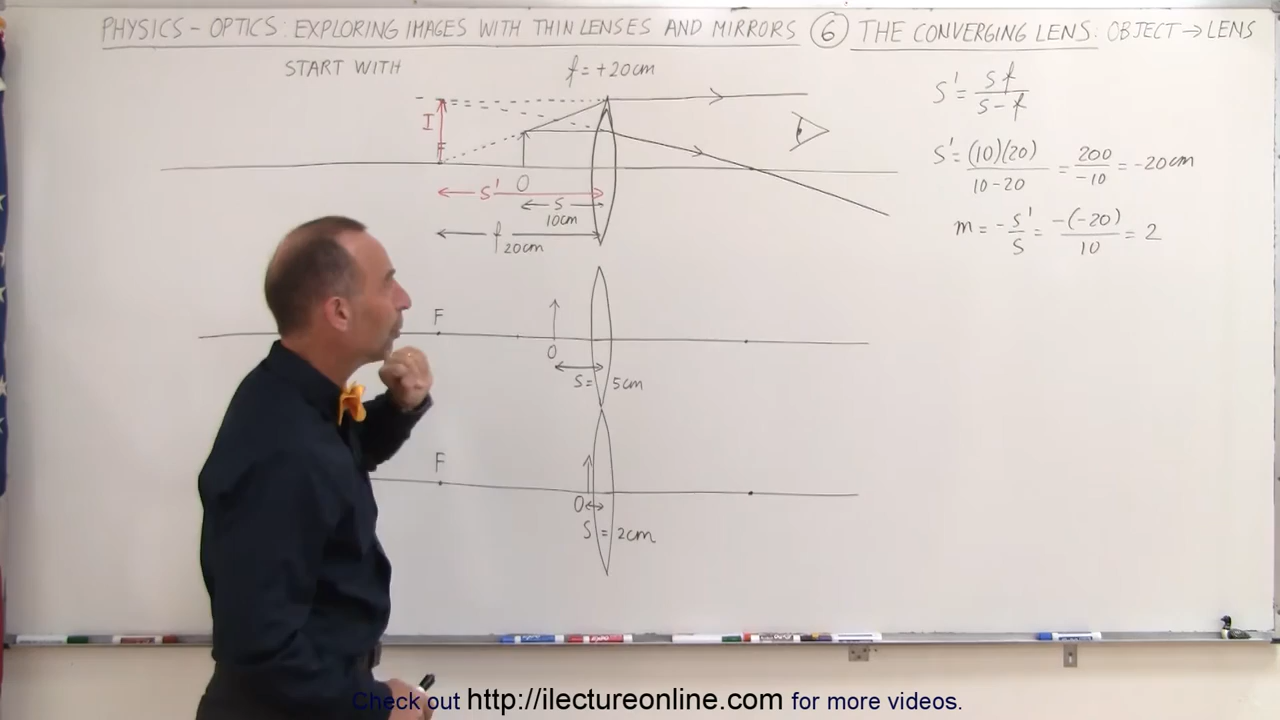 PHYSICS - OPTICS: EXPLORING IMAGES WITH THIN LENSES AND MIRRORS ⑥ THE CONVERGING LENS: OBJECT → LENS
START WITH
f = +20cm
I
F
S'
O
S
10cm
f
20cm
S' = sf / s - f
S' = (10)(20) / 10 - 20 = 200 / -10 = -20cm
m = - S' / S = -(-20) / 10 = 2
F
O
S = 5cm
F
O
S = 2cm
Check out http://ilectureonline.com for more videos.